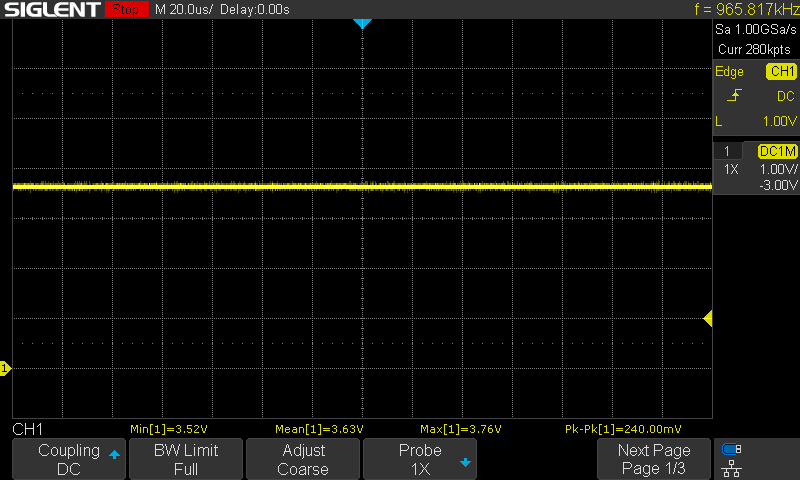 SIGLENT Stop M 20.0us/ Delay:0.00s f = 965.817kHz
Sa 1.00GSa/s
Curr 280kpts
Edge CH1
DC
L 1.00V
1 DC1M
1X 1.00V/
-3.00V
1
CH1 Min[1]=3.52V Mean[1]=3.63V Max[1]=3.76V Pk-Pk[1]=240.00mV
Coupling BW Limit Adjust Probe Next Page
DC Full Coarse 1X Page 1/3